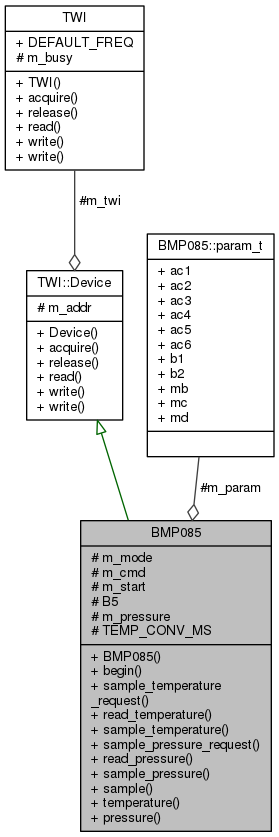 TWI
+ DEFAULT_FREQ
# m_busy
+ TWI()
+ acquire()
+ release()
+ read()
+ write()
+ write()
#m_twi
TWI::Device
# m_addr
+ Device()
+ acquire()
+ release()
+ read()
+ write()
+ write()
BMP085::param_t
+ ac1
+ ac2
+ ac3
+ ac4
+ ac5
+ ac6
+ b1
+ b2
+ mb
+ mc
+ md
#m_param
BMP085
# m_mode
# m_cmd
# m_start
# B5
# m_pressure
# TEMP_CONV_MS
+ BMP085()
+ begin()
+ sample_temperature
_request()
+ read_temperature()
+ sample_temperature()
+ sample_pressure_request()
+ read_pressure()
+ sample_pressure()
+ sample()
+ temperature()
+ pressure()